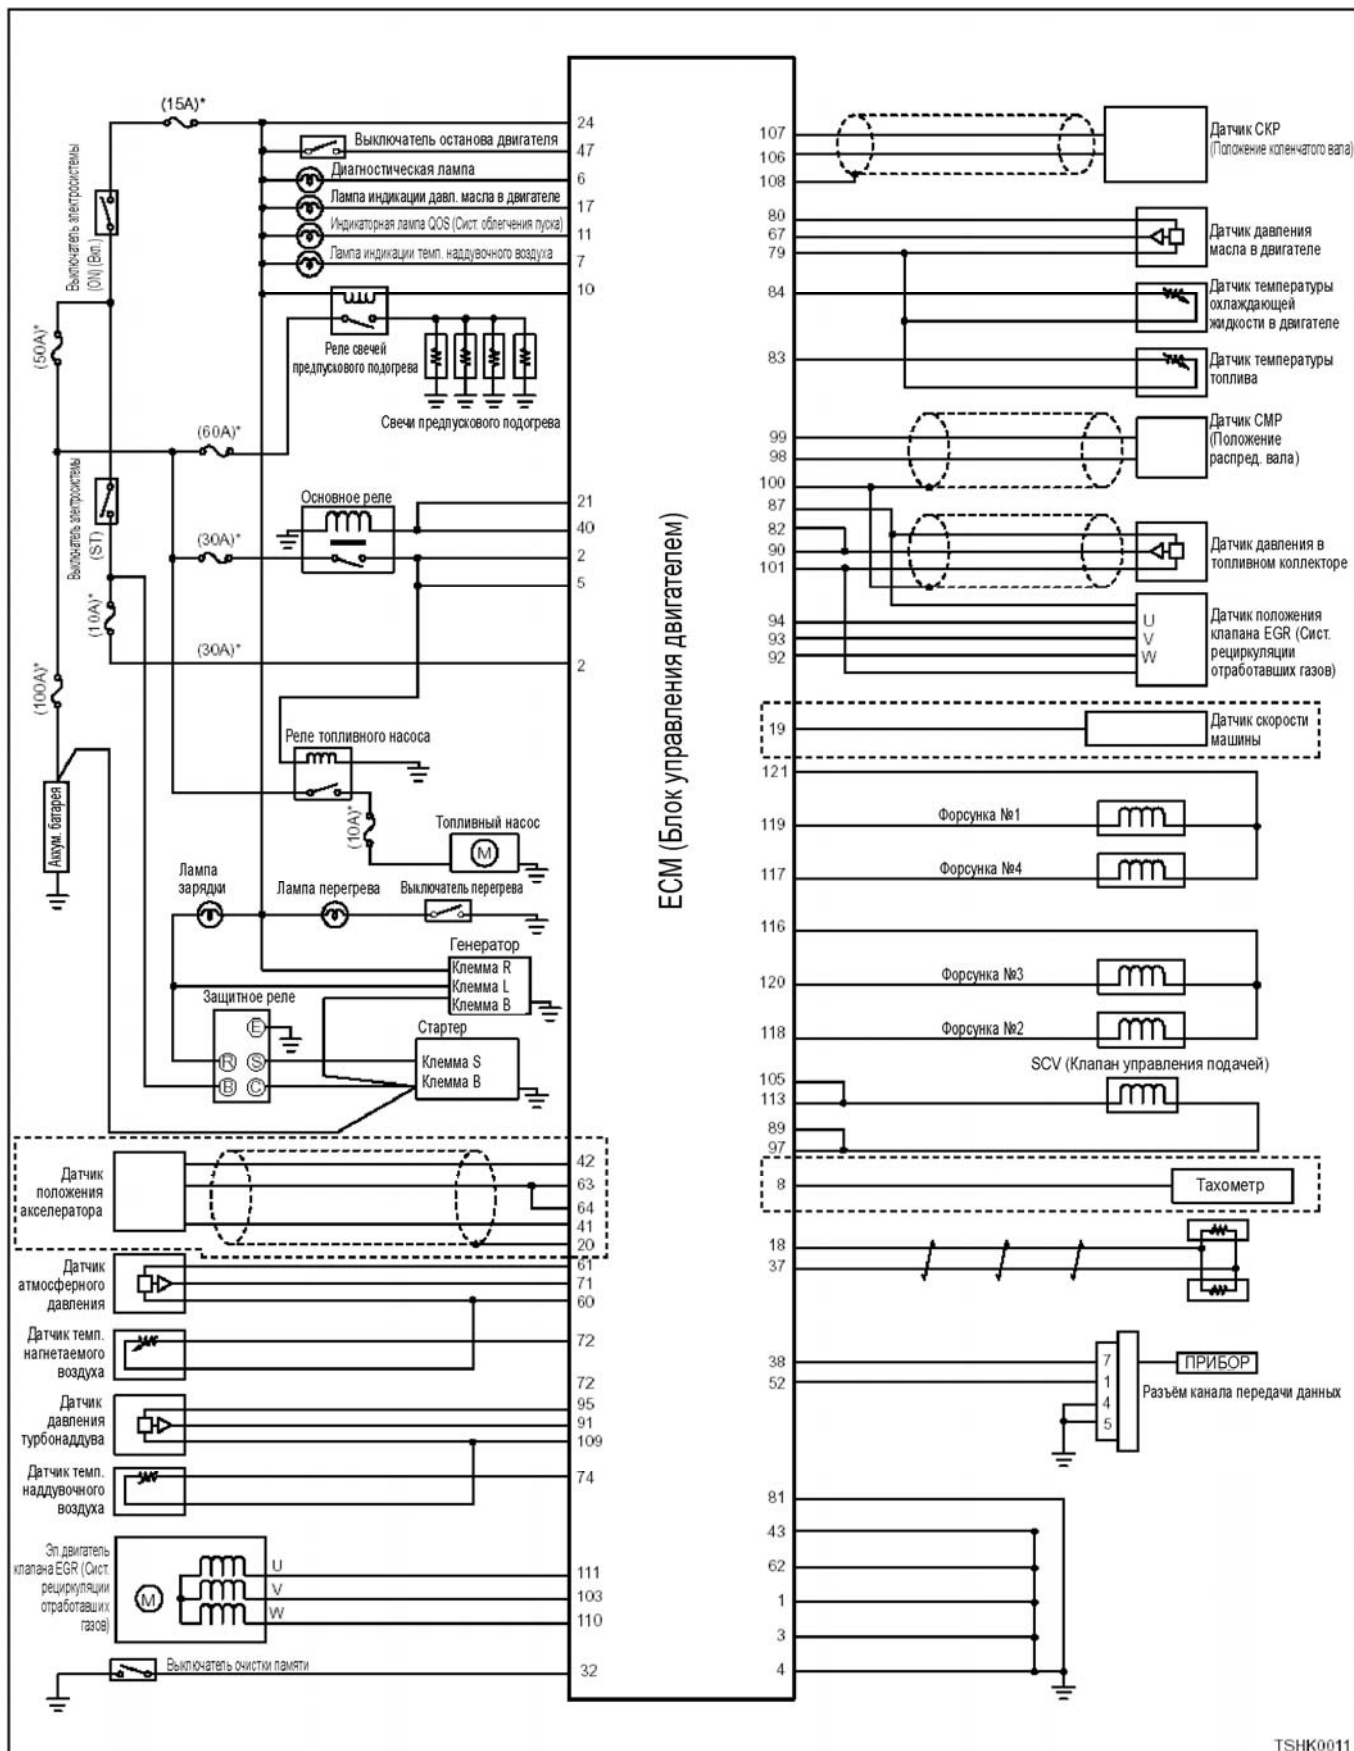 (15A)*
24
Выключатель останова двигателя
47
Диагностическая лампа
6
Лампа индикации давл. масла в двигателе
17
Индикаторная лампа QOS (Сист. облегчения пуска)
11
Лампа индикации темп. наддувочного воздуха
7
10
Выключатель электросистемы
(ON) (Вкл.)
(50A)*
Реле свечей
предпускового подогрева
Свечи предпускового подогрева
(60A)*
Основное реле
21
40
(30A)*
2
5
Выключатель электросистемы
(ST)
(10A)*
(30A)*
2
(100A)*
Реле топливного насоса
(10A)*
Топливный насос
M
Аккум. батарея
Лампа
зарядки
Лампа перегрева
Выключатель перегрева
Генератор
Клемма R
Клемма L
Клемма B
Защитное реле
E
R
S
B
C
Стартер
Клемма S
Клемма B
Датчик
положения
акселератора
42
63
64
41
20
Датчик
атмосферного
давления
61
71
60
Датчик темп.
нагнетаемого
воздуха
72
72
Датчик
давления
турбонаддува
95
91
109
Датчик темп.
наддувочного
воздуха
74
Эл.двигатель
клапана EGR (Сист.
рециркуляции
отработавших
газов)
M
U
V
W
111
103
110
Выключатель очистки памяти
32
ECM (Блок управления двигателем)
107
106
108
Датчик CKP
(Положение коленчатого вала)
80
67
79
Датчик давления
масла в двигателе
84
Датчик температуры
охлаждающей
жидкости в двигателе
83
Датчик температуры
топлива
99
98
100
Датчик CMP
(Положение
распред. вала)
87
82
90
101
Датчик давления в
топливном коллекторе
94
93
92
U
V
W
Датчик положения
клапана EGR (Сист.
рециркуляции
отработавших газов)
19
Датчик скорости
машины
121
119
Форсунка №1
117
Форсунка №4
116
120
Форсунка №3
118
Форсунка №2
SCV (Клапан управления подачей)
105
113
89
97
8
Тахометр
18
37
38
52
7
1
4
5
ПРИБОР
Разъём канала передачи данных
81
43
62
1
3
4
TSHK0011